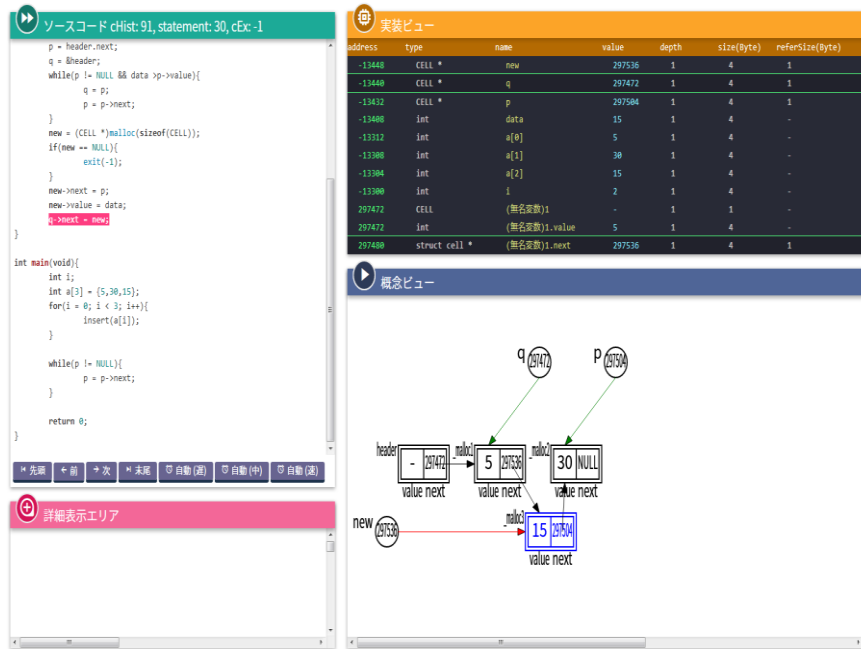 ソースコード cHist: 91, statement: 30, cEx: -1
p = header.next;
q = &header;
while(p != NULL && data >p->value){
q = p;
p = p->next;
}
new = (CELL *)malloc(sizeof(CELL));
if(new == NULL){
exit(-1);
}
new->next = p;
new->value = data;
q->next = new;
}
int main(void){
int i;
int a[3] = {5,30,15};
for(i = 0; i < 3; i++){
insert(a[i]);
}
while(p != NULL){
p = p->next;
}
return 0;
}
先頭 前 次 末尾 自動(遅) 自動(中) 自動(速)
詳細表示エリア
実装ビュー
address type name value depth size(Byte) referSize(Byte)
-13448 CELL * new 297536 1 4 1
-13440 CELL * q 297472 1 4 1
-13432 CELL * p 297504 1 4 1
-13408 int data 15 1 4 -
-13312 int a[0] 5 1 4 -
-13308 int a[1] 30 1 4 -
-13304 int a[2] 15 1 4 -
-13300 int i 2 1 4 -
297472 CELL (無名変数)1 - 1 1 -
297472 int (無名変数)1.value 5 1 4 -
297480 struct cell * (無名変数)1.next 297536 1 4 1
概念ビュー
q 297472 p 297504
header - 297472 _malloc1 5 297536 _malloc2 30 NULL
value next value next value next
new 297536 _malloc3 15 297504
value next